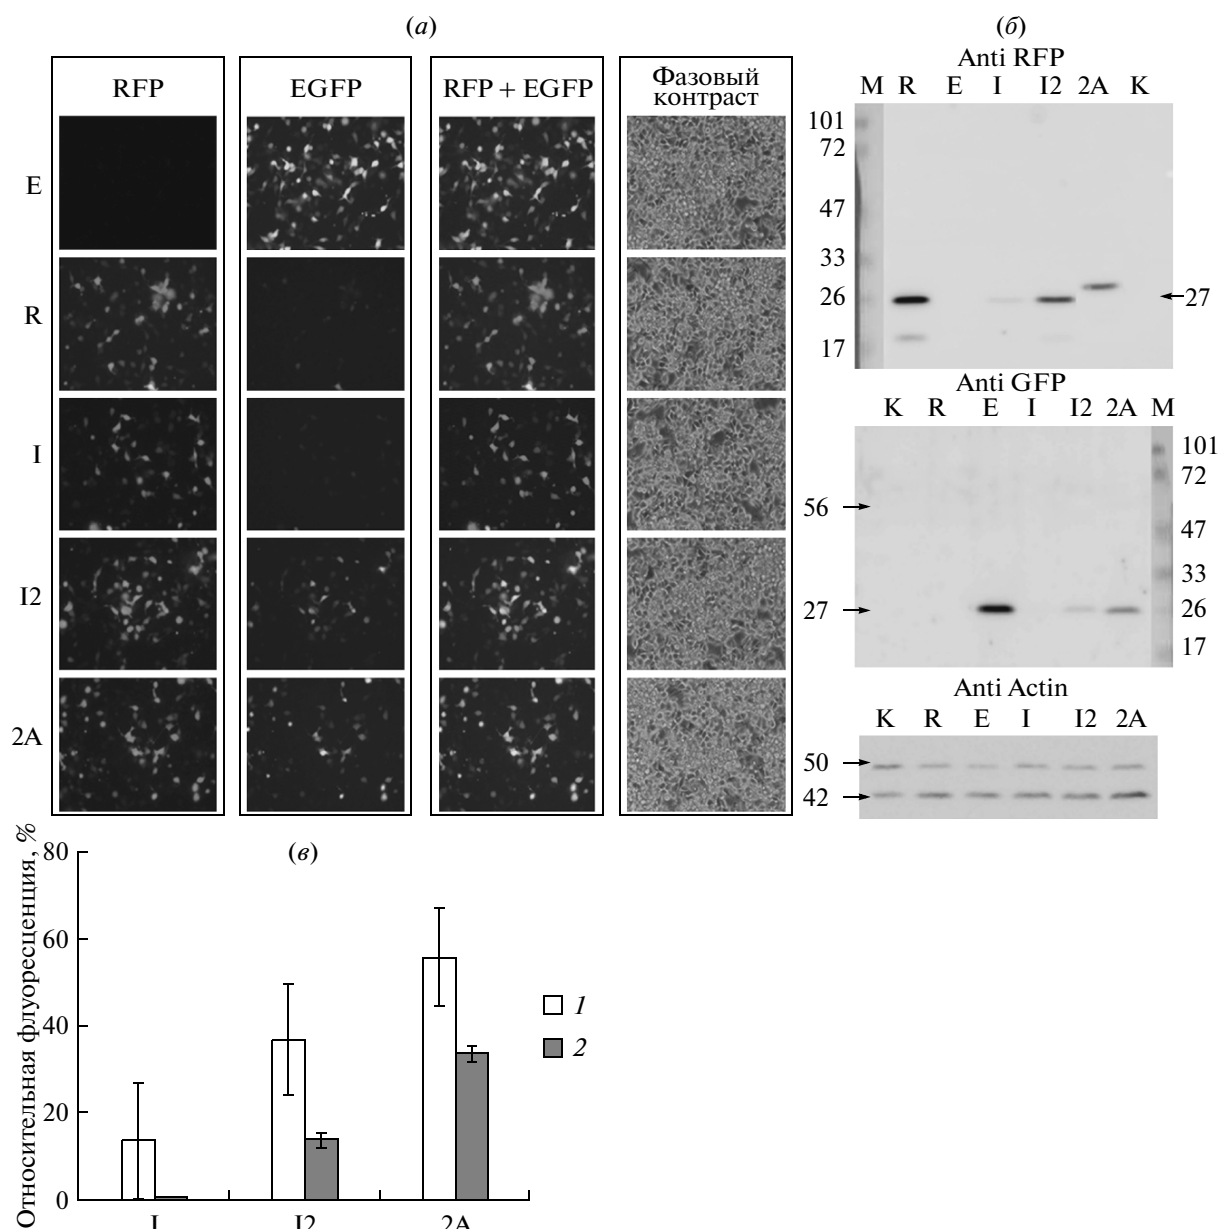 (а)
RFP
EGFP
RFP + EGFP
Фазовый
контраст
E
R
I
I2
2A
(б)
Anti RFP
M R E I I2 2A K
101
72
47
33
26
17
27
Anti GFP
K R E I I2 2A M
56
27
101
72
47
33
26
17
Anti Actin
K R E I I2 2A
50
42
(в)
Относительная флуоресценция, %
80
60
40
20
0
I I2 2A
1
2